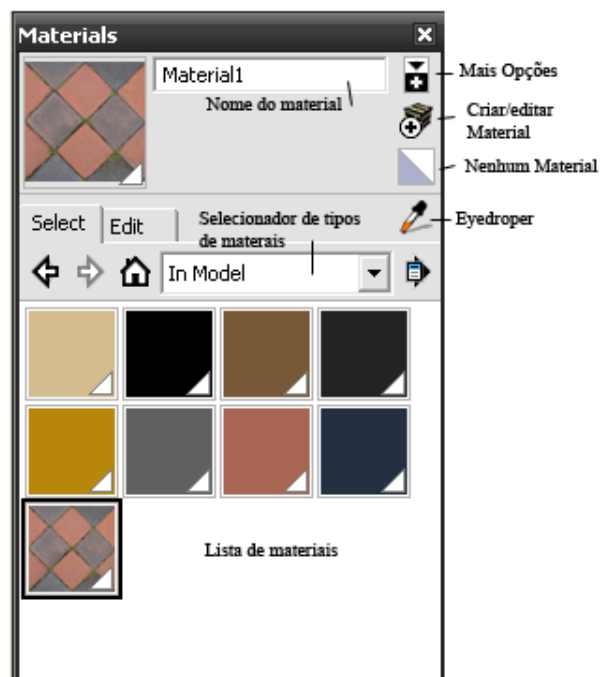 Materials
Material1
Nome do material
Mais Opções
Criar/editar
Material
Nenhum Material
Select
Edit
Selecionador de tipos
de materais
Eyedroper
In Model
Lista de materiais